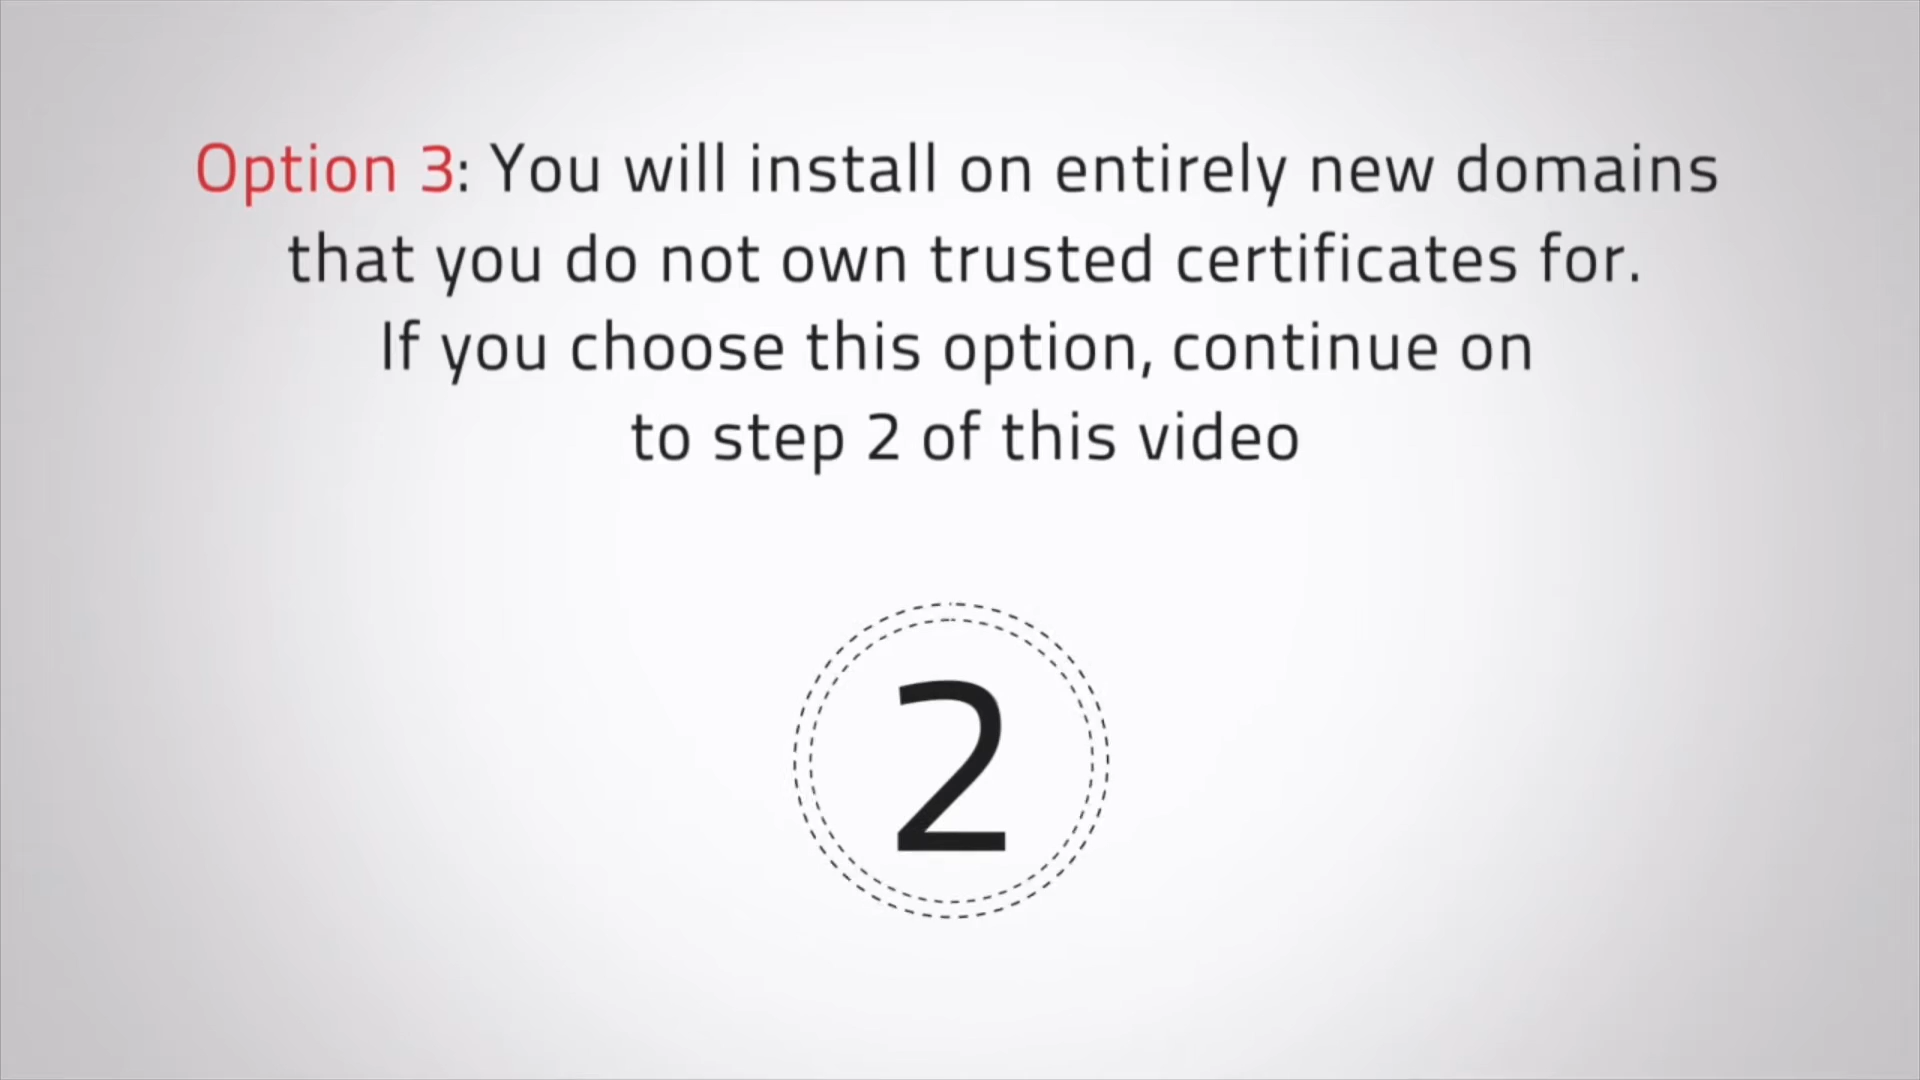 Option 3: You will install on entirely new domains
that you do not own trusted certificates for.
If you choose this option, continue on
to step 2 of this video
2